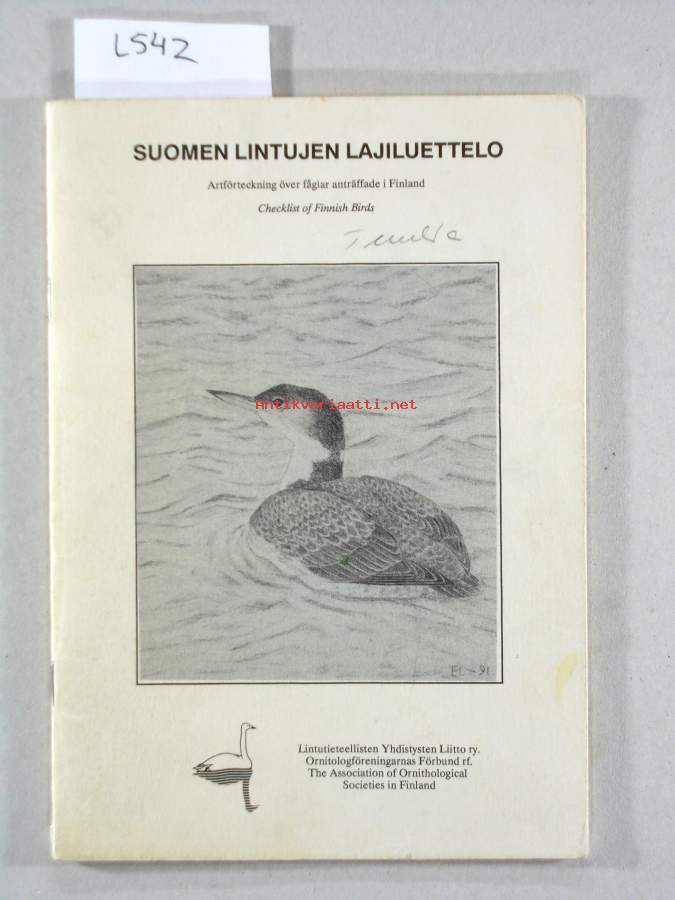 L542
SUOMEN LINTUJEN LAJILUETTELO
Artförteckning över fåglar anträffade i Finland
Checklist of Finnish Birds
Antikvariaatti.net
EL -91
Lintutieteellisten Yhdistysten Liitto ry.
Ornitologföreningarnas Förbund rf.
The Association of Ornithological
Societies in Finland